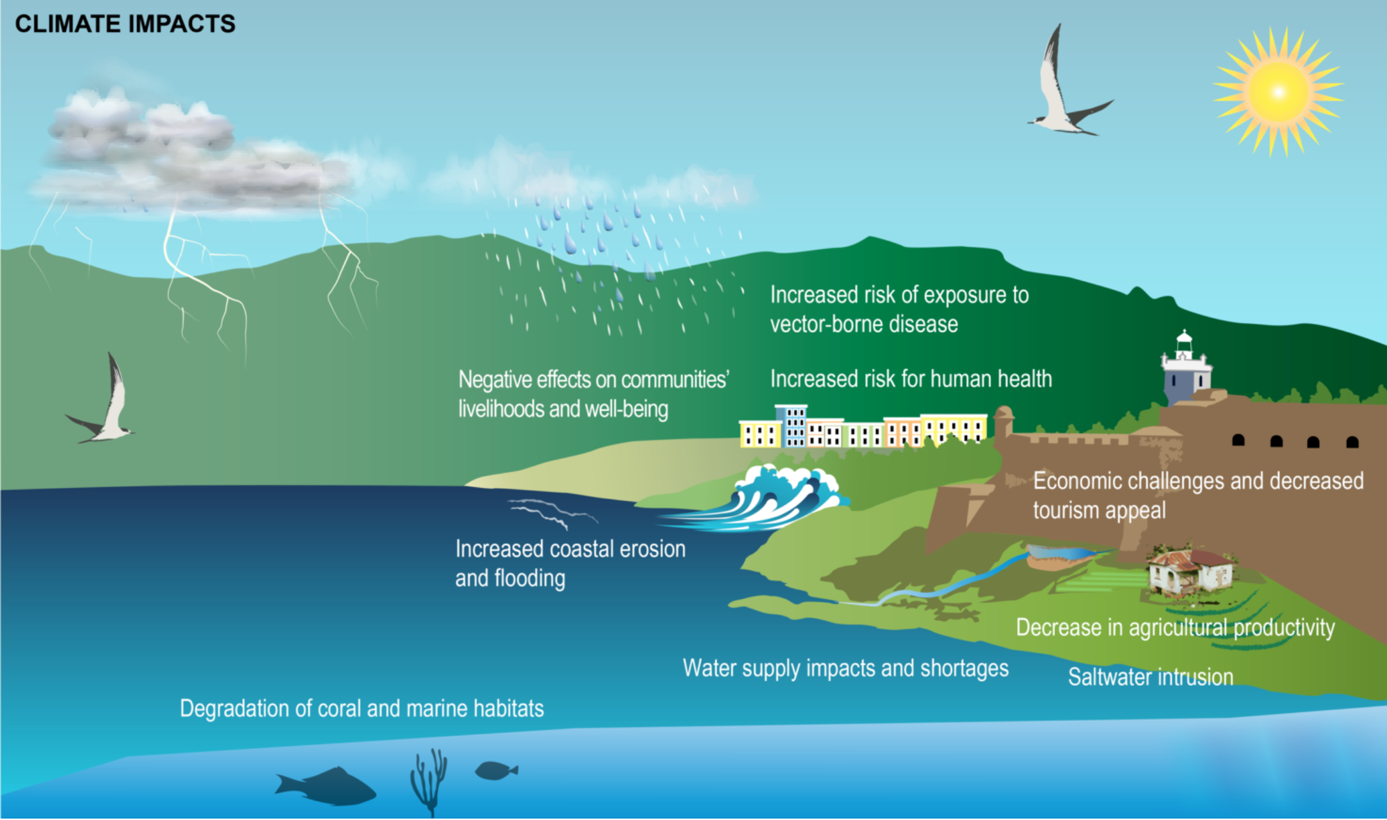 CLIMATE IMPACTS
Increased risk of exposure to
vector-borne disease
Negative effects on communities’
livelihoods and well-being
Increased risk for human health
Economic challenges and decreased
tourism appeal
Increased coastal erosion
and flooding
Decrease in agricultural productivity
Water supply impacts and shortages
Saltwater intrusion
Degradation of coral and marine habitats